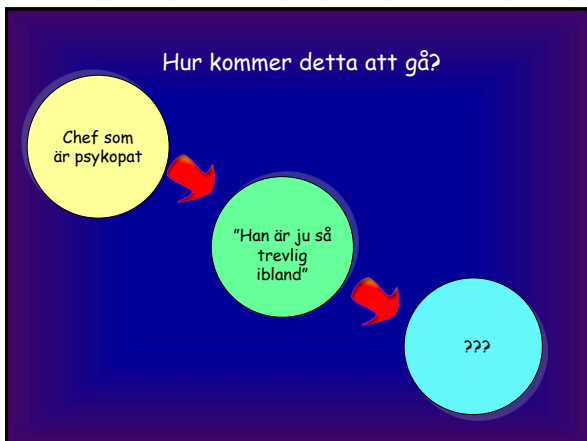 Hur kommer detta att gå?
Chef som
är psykopat
”Han är ju så
trevlig
ibland”
???